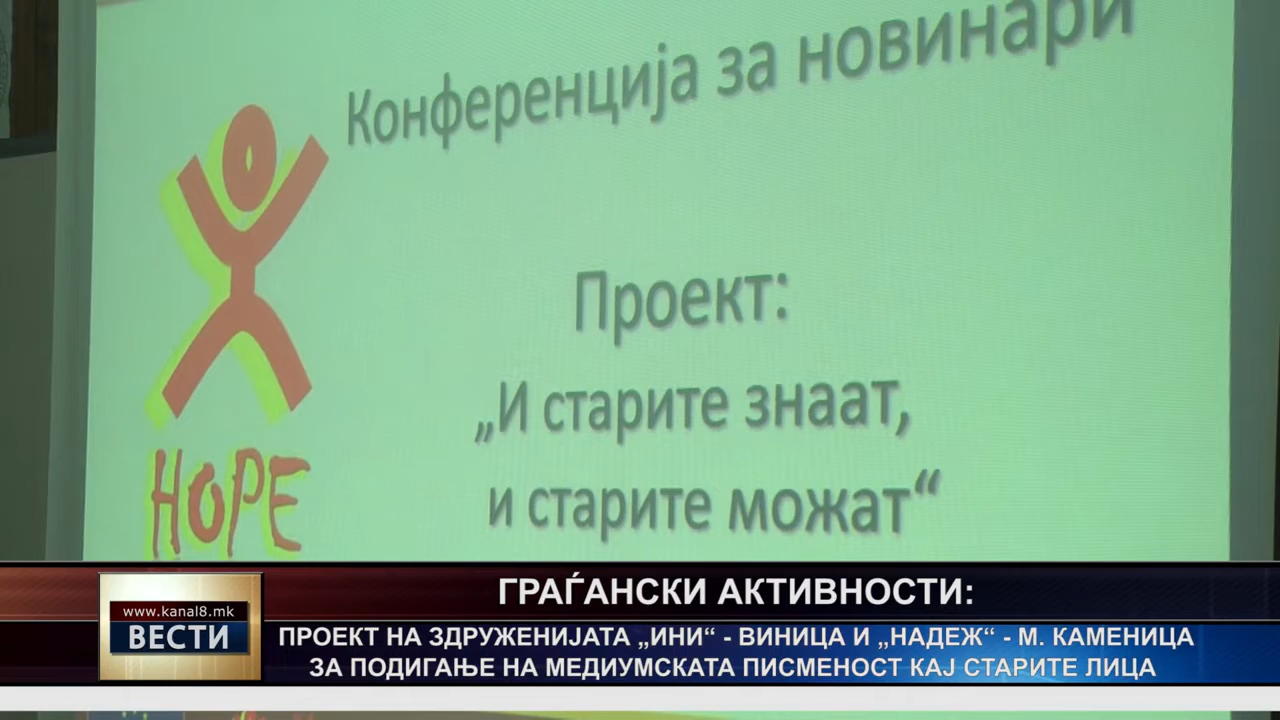 Конференција за новинари
Проект:
„И старите знаат,
и старите можат“
HOPE
ГРАЃАНСКИ АКТИВНОСТИ:
www.kanal8.mk
ВЕСТИ
ПРОЕКТ НА ЗДРУЖЕНИЈАТА „ИНИ“ - ВИНИЦА И „НАДЕЖ“ - М. КАМЕНИЦА
ЗА ПОДИГАЊЕ НА МЕДИУМСКАТА ПИСМЕНОСТ КАЈ СТАРИТЕ ЛИЦА